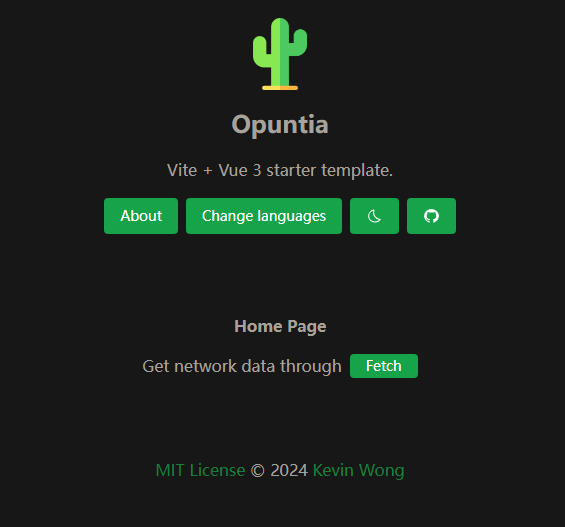 Opuntia
Vite + Vue 3 starter template.
About Change languages
Home Page
Get network data through Fetch
MIT License © 2024 Kevin Wong